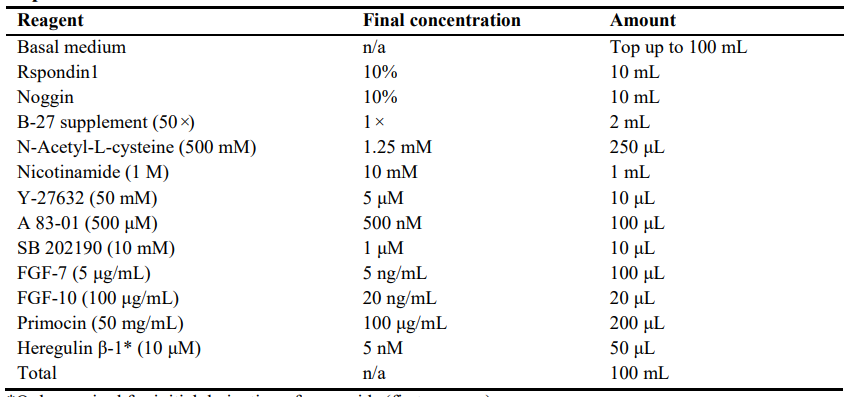 Reagent Final concentration Amount
Basal medium n/a Top up to 100 mL
Rspondin1 10% 10 mL
Noggin 10% 10 mL
B-27 supplement (50×) 1× 2 mL
N-Acetyl-L-cysteine (500 mM) 1.25 mM 250 μL
Nicotinamide (1 M) 10 mM 1 mL
Y-27632 (50 mM) 5 μM 10 μL
A 83-01 (500 μM) 500 nM 100 μL
SB 202190 (10 mM) 1 μM 10 μL
FGF-7 (5 μg/mL) 5 ng/mL 100 μL
FGF-10 (100 μg/mL) 20 ng/mL 20 μL
Primocin (50 mg/mL) 100 μg/mL 200 μL
Heregulin β-1* (10 μM) 5 nM 50 μL
Total n/a 100 mL